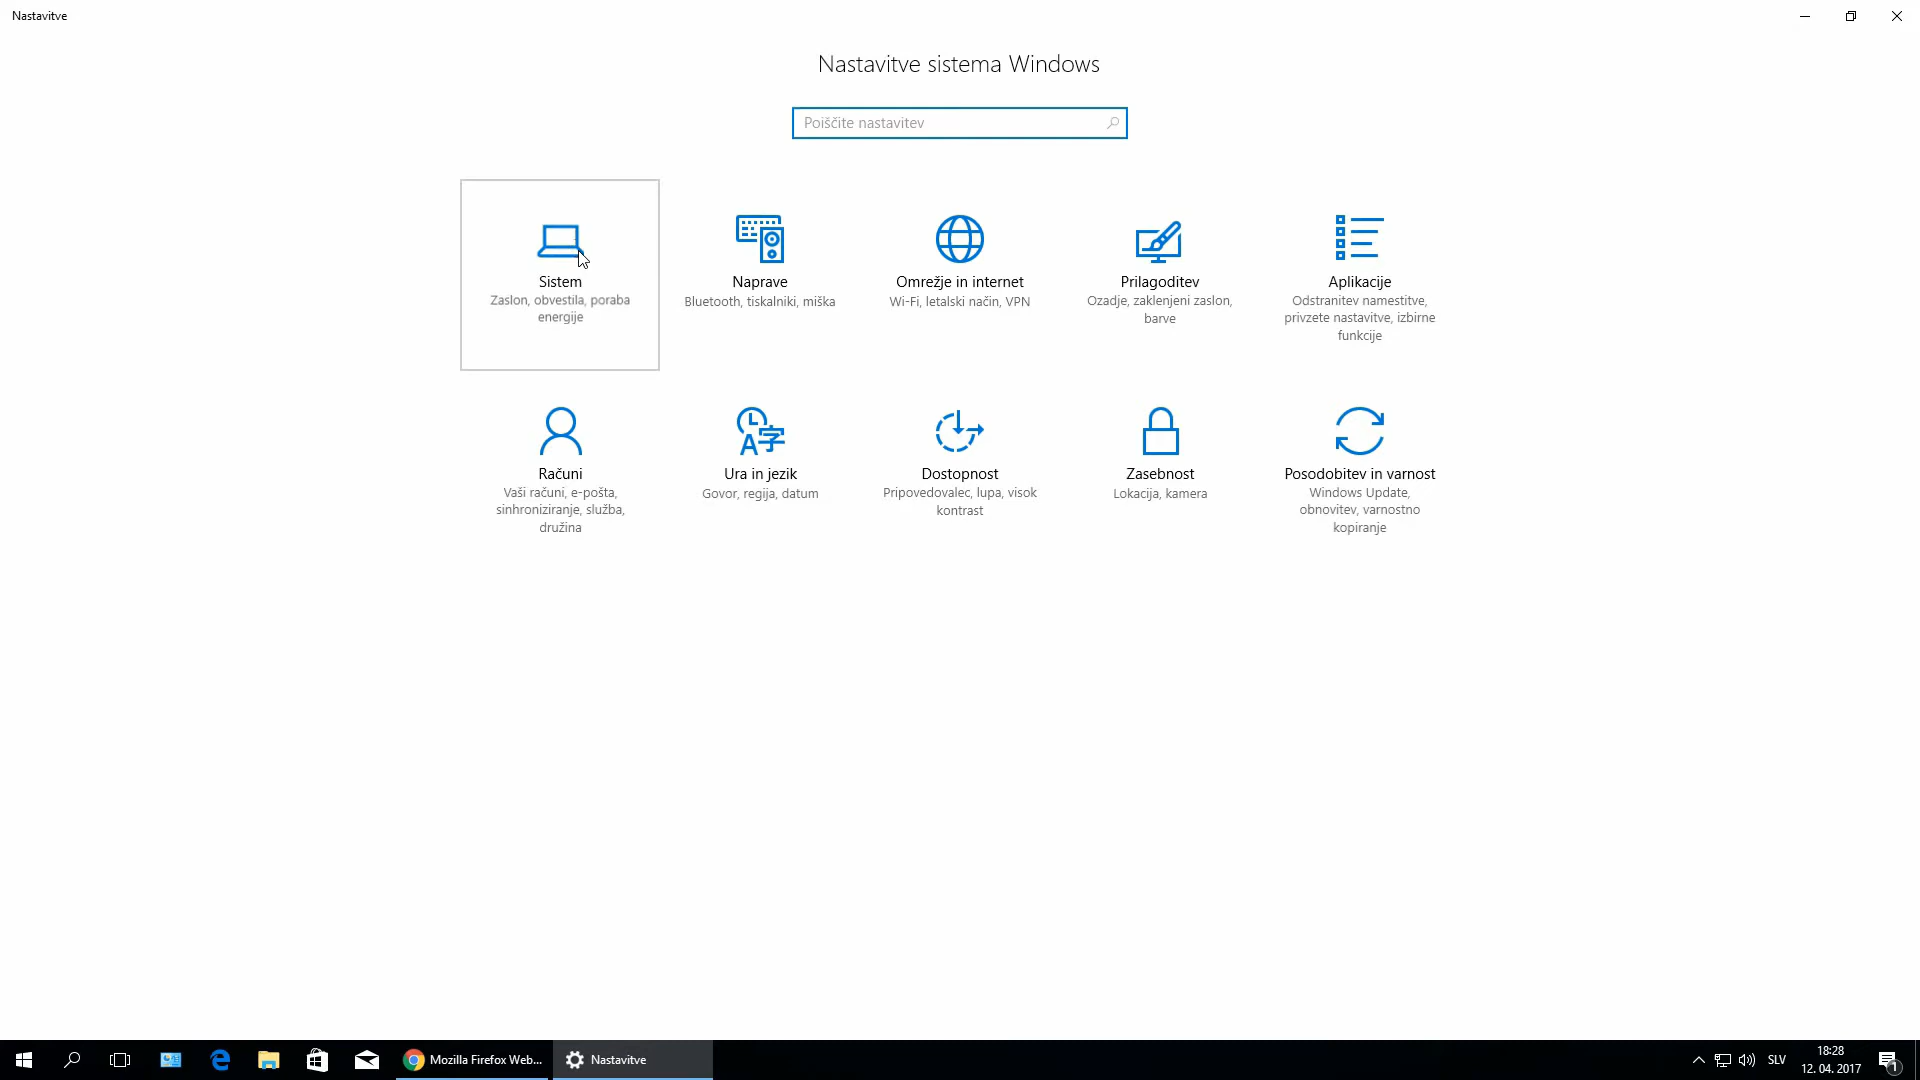 Nastavitve
Nastavitve sistema Windows
Poiščite nastavitev
Sistem
Zaslon, obvestila, poraba
energije
Naprave
Bluetooth, tiskalniki, miška
Omrežje in internet
Wi-Fi, letalski način, VPN
Prilagoditev
Ozadje, zaklenjeni zaslon,
barve
Aplikacije
Odstranitev namestitve,
privzete nastavitve, izbirne
funkcije
Računi
Vaši računi, e-pošta,
sinhroniziranje, služba,
družina
Ura in jezik
Govor, regija, datum
Dostopnost
Pripovedovalec, lupa, visok
kontrast
Zasebnost
Lokacija, kamera
Posodobitev in varnost
Windows Update,
obnovitev, varnostno
kopiranje
Mozilla Firefox Web...
Nastavitve
SLV
18:28
12. 04. 2017
1